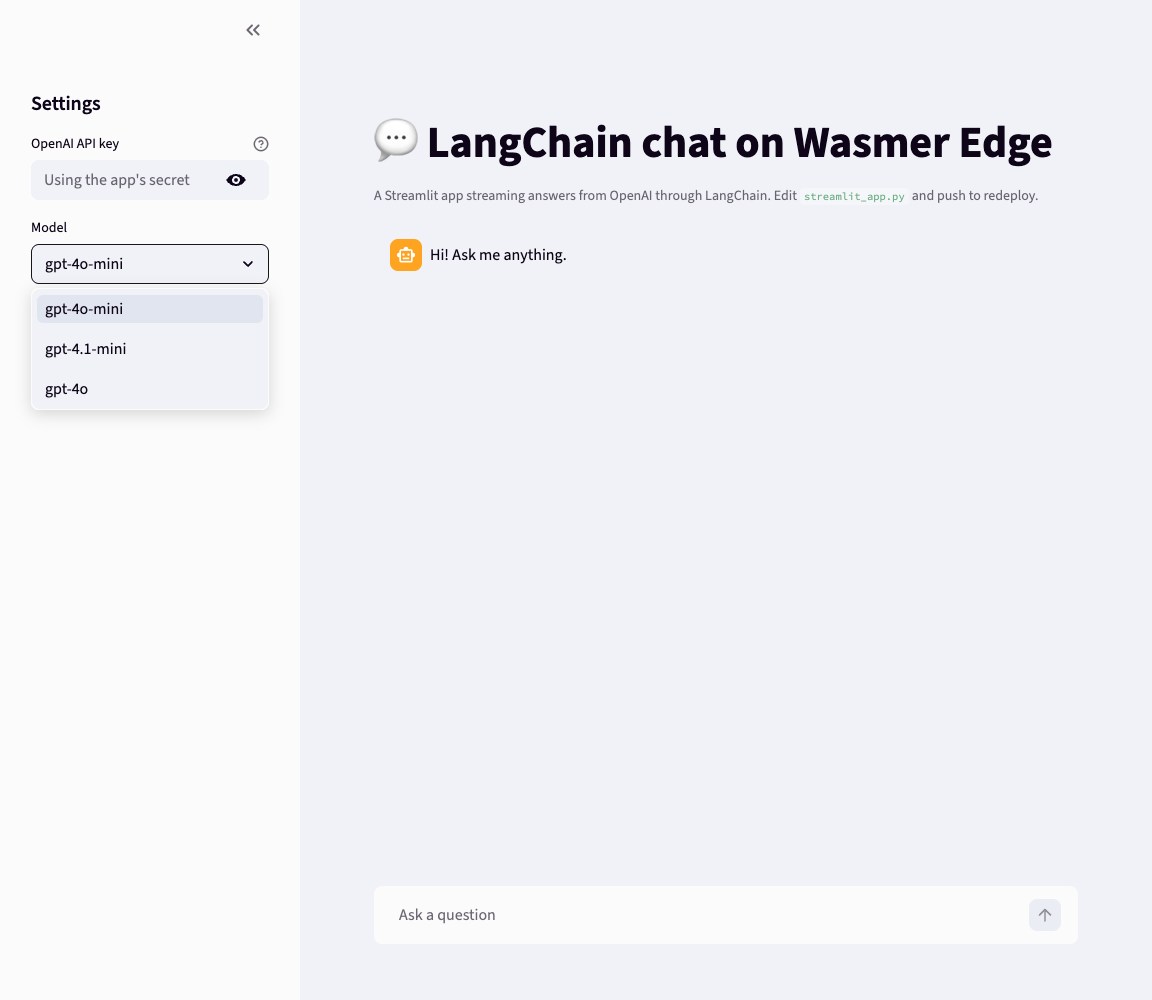 Settings
OpenAI API key
Using the app's secret
Model
gpt-4o-mini
gpt-4o-mini
gpt-4.1-mini
gpt-4o
LangChain chat on Wasmer Edge
A Streamlit app streaming answers from OpenAI through LangChain. Edit streamlit_app.py and push to redeploy.
Hi! Ask me anything.
Ask a question